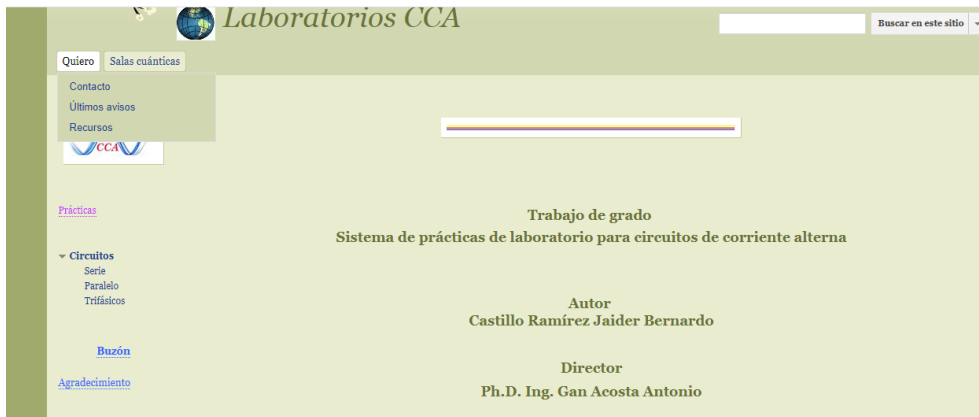 Laboratorios CCA
Buscar en este sitio
Quiero
Salas cuánticas
Contacto
Últimos avisos
Recursos
CCA
Prácticas
Trabajo de grado
Sistema de prácticas de laboratorio para circuitos de corriente alterna
Circuitos
Serie
Paralelo
Trifásicos
Autor
Castillo Ramírez Jaider Bernardo
Buzón
Director
Agradecimiento
Ph.D. Ing. Gan Acosta Antonio